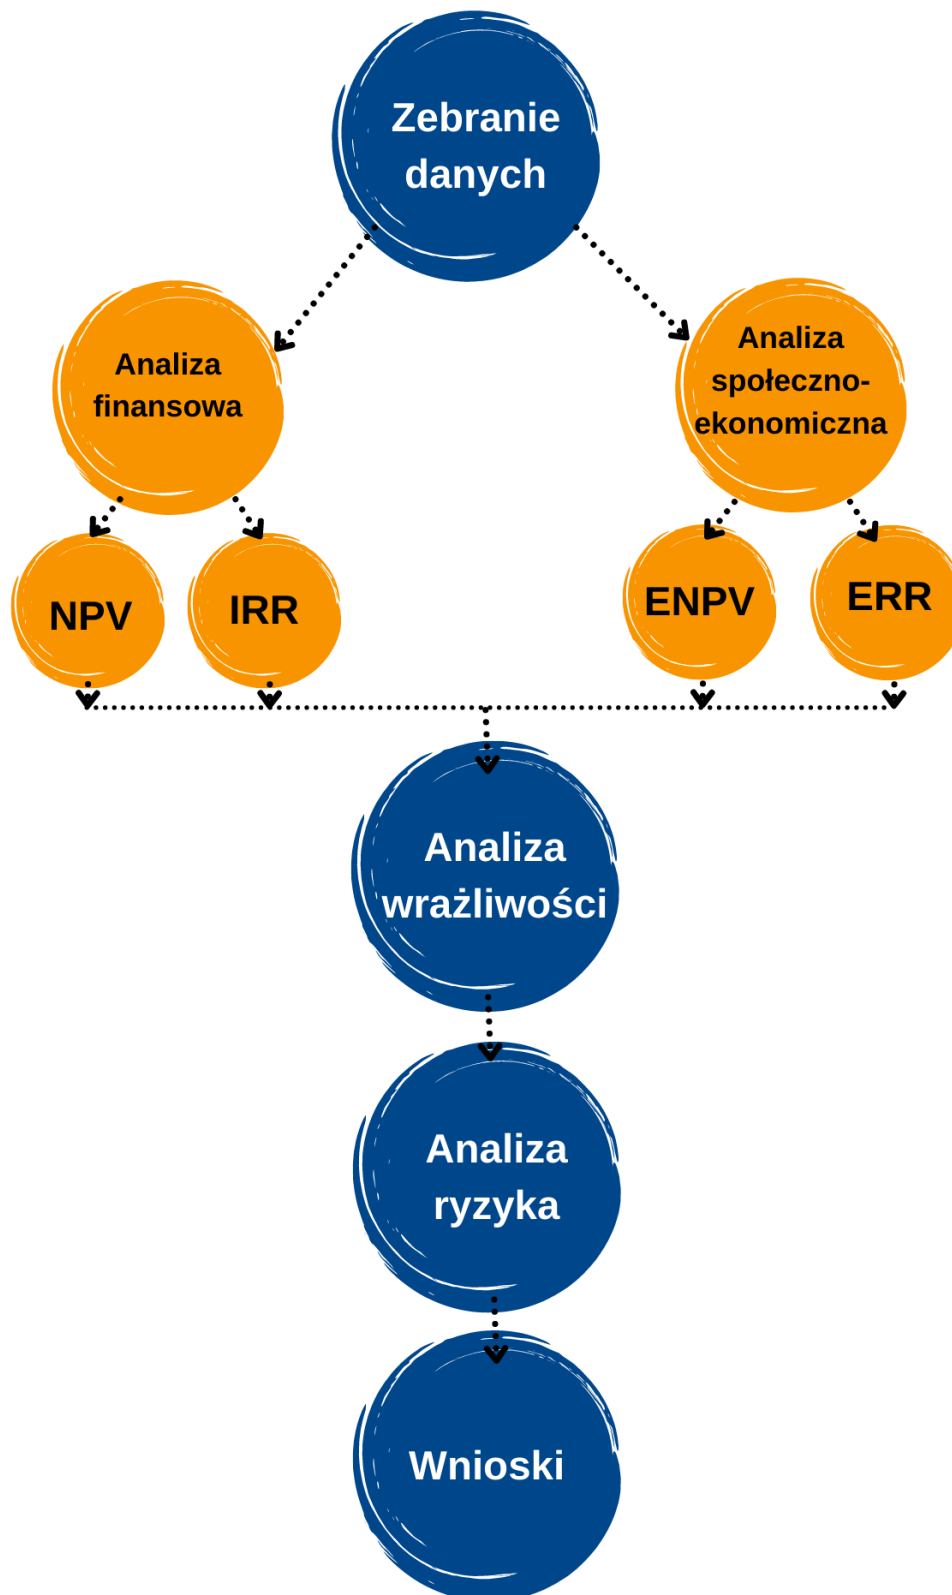 Zebranie
danych
Analiza
finansowa
Analiza
społeczno-
ekonomiczna
NPV
IRR
ENPV
ERR
Analiza
wrażliwości
Analiza
ryzyka
Wnioski